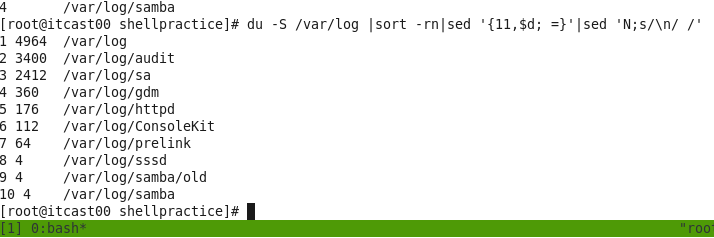 4       /var/log/samba
[root@itcast00 shellpractice]# du -S /var/log |sort -rn|sed '{11,$d; =}'|sed 'N;s/\n/ /'
1 4964  /var/log
2 3400  /var/log/audit
3 2412  /var/log/sa
4 360   /var/log/gdm
5 176   /var/log/httpd
6 112   /var/log/ConsoleKit
7 64    /var/log/prelink
8 4     /var/log/sssd
9 4     /var/log/samba/old
10 4    /var/log/samba
[root@itcast00 shellpractice]#
[1] 0:bash* "root